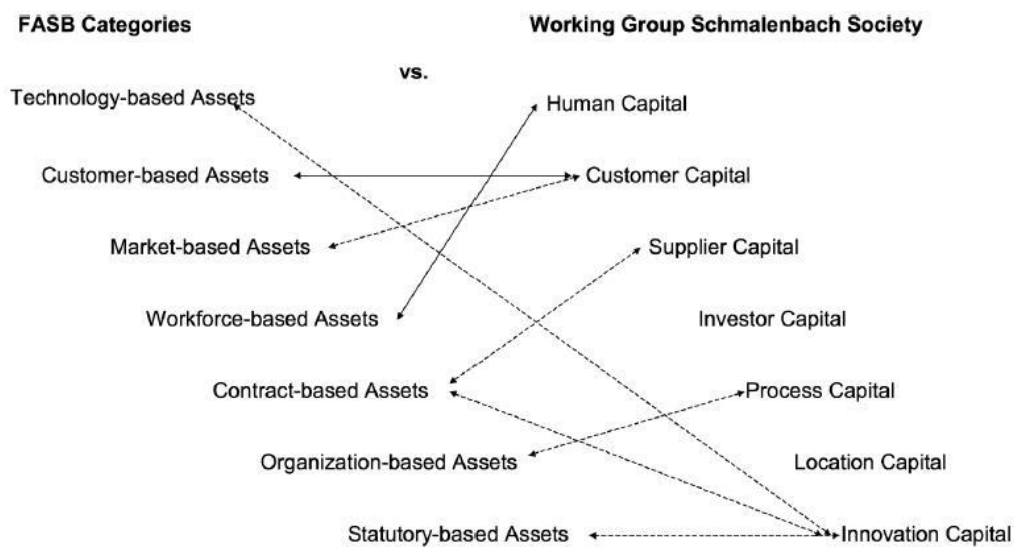 FASB Categories
Working Group Schmalenbach Society
vs.
Technology-based Assets
Human Capital
Customer-based Assets
Customer Capital
Market-based Assets
Supplier Capital
Workforce-based Assets
Investor Capital
Contract-based Assets
Process Capital
Organization-based Assets
Location Capital
Statutory-based Assets
Innovation Capital